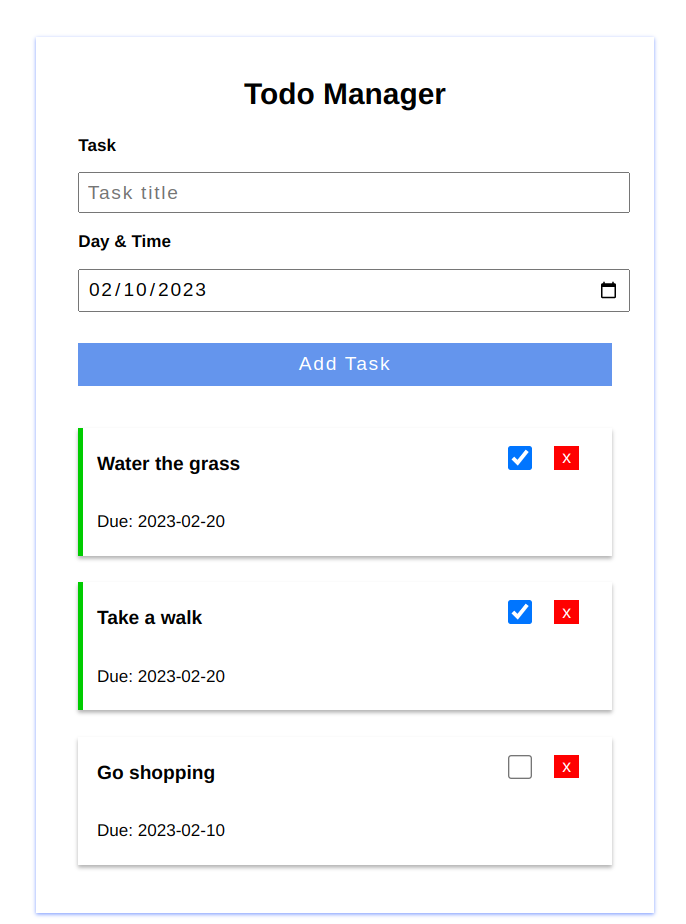 Todo Manager
Task
Task title
Day & Time
02/10/2023
Add Task
Water the grass
x
Due: 2023-02-20
Take a walk
x
Due: 2023-02-20
Go shopping
x
Due: 2023-02-10